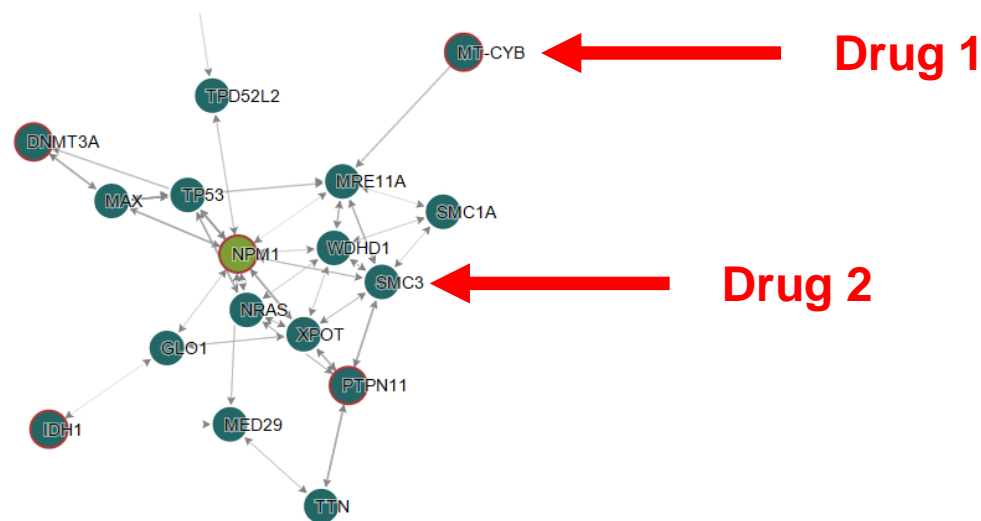 MT-CYB
Drug 1
TPD52L2
DNMT3A
MRE11A
TP53
MAX
SMC1A
WDHD1
NPM1
SMC3
Drug 2
NRAS
XPOT
GLO1
PTPN11
MED29
IDH1
TTN